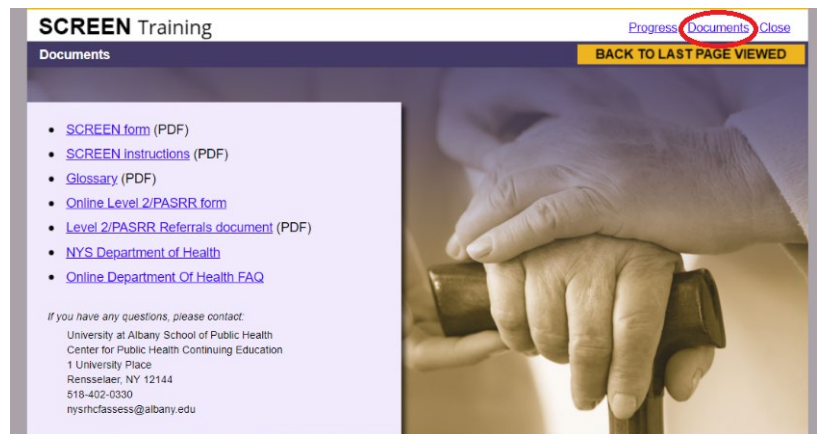 SCREEN Training
Progress Documents Close
Documents
BACK TO LAST PAGE VIEWED
• SCREEN form (PDF)
• SCREEN instructions (PDF)
• Glossary (PDF)
• Online Level 2/PASRR form
• Level 2/PASRR Referrals document (PDF)
• NYS Department of Health
• Online Department Of Health FAQ
If you have any questions, please contact:
University at Albany School of Public Health
Center for Public Health Continuing Education
1 University Place
Rensselaer, NY 12144
518-402-0330
nysrhcfassess@albany.edu